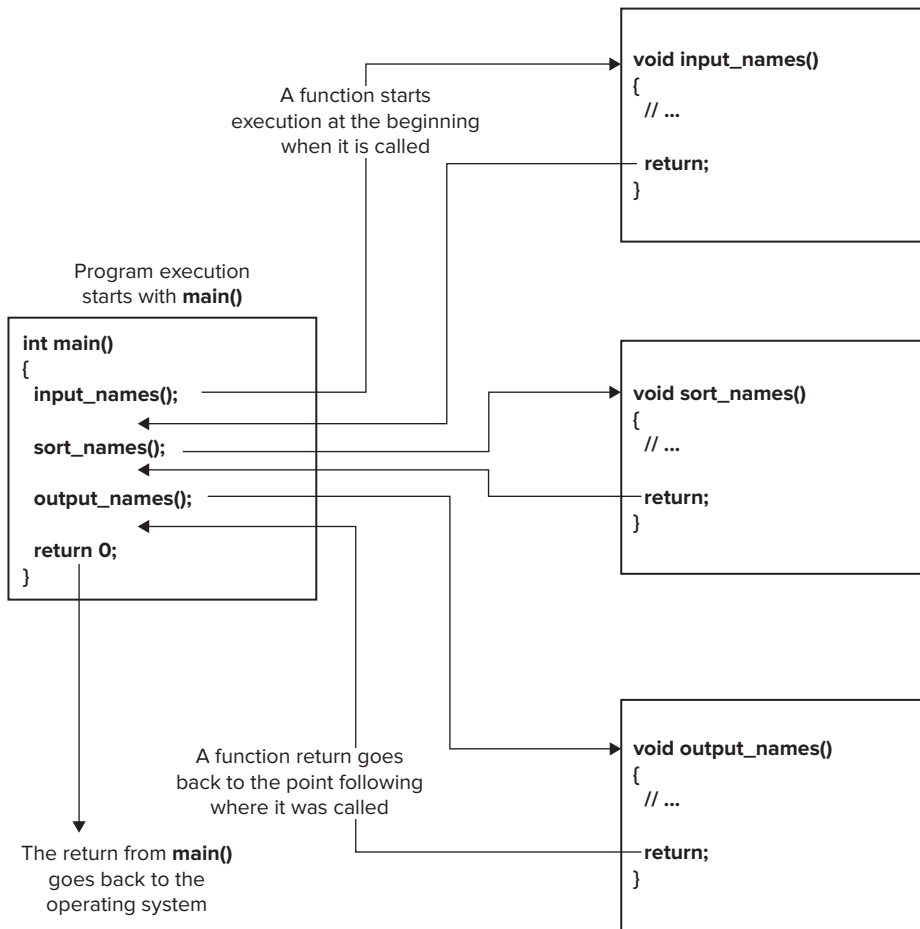 A function starts
execution at the beginning
when it is called
void input_names()
{
// ...
return;
}
Program execution
starts with main()
int main()
{
input_names();
sort_names();
output_names();
return 0;
}
void sort_names()
{
// ...
return;
}
A function return goes
back to the point following
where it was called
void output_names()
{
// ...
return;
}
The return from main()
goes back to the
operating system